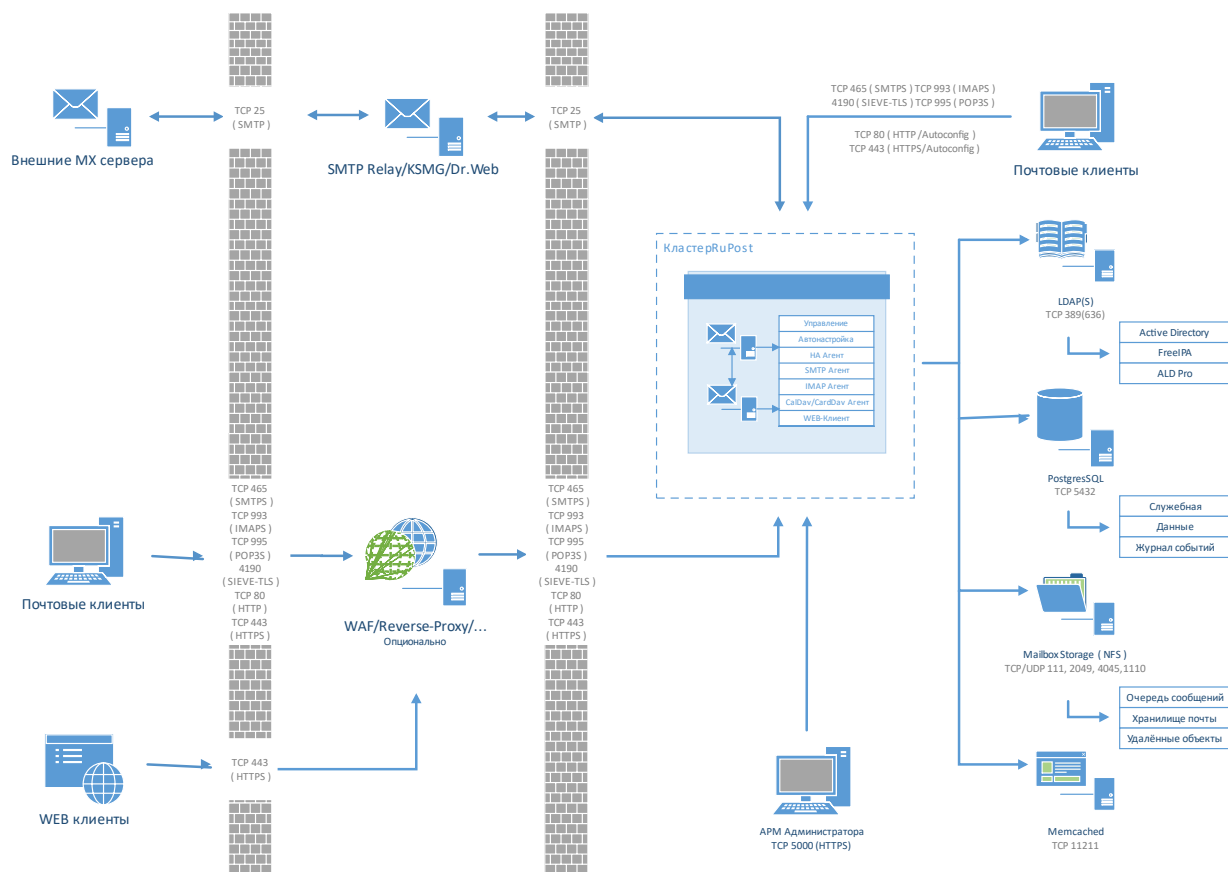 TCP 465 ( SMTPS ) TCP 993 ( IMAPS )
4190 ( SIEVE-TLS ) TCP 995 ( POP3S )
TCP 80 ( HTTP /Autoconfig )
TCP 443 ( HTTPS/Autoconfig )
TCP 25
( SMTP )
TCP 25
( SMTP )
Внешние MX сервера
SMTP Relay/KSMG/Dr.Web
Почтовые клиенты
КластерRuPost
Управление
Автонастройка
HA Агент
SMTP Агент
IMAP Агент
CalDav/CardDav Агент
WEB-Клиент
LDAP(S)
TCP 389(636)
Active Directory
FreeIPA
ALD Pro
PostgresSQL
TCP 5432
Служебная
Данные
Журнал событий
TCP 465
( SMTPS )
TCP 993
( IMAPS )
TCP 995
( POP3S )
4190
( SIEVE-TLS )
TCP 80
( HTTP )
TCP 443
( HTTPS )
TCP 465
( SMTPS )
TCP 993
( IMAPS )
TCP 995
( POP3S )
4190
( SIEVE-TLS )
TCP 80
( HTTP )
TCP 443
( HTTPS )
Почтовые клиенты
WAF/Reverse-Proxy/...
Опционально
Mailbox Storage ( NFS )
TCP/UDP 111, 2049, 4045,1110
Очередь сообщений
Хранилище почты
Удалённые объекты
TCP 443
( HTTPS )
WEB клиенты
АРМ Администратора
TCP 5000 (HTTPS)
Memcached
TCP 11211